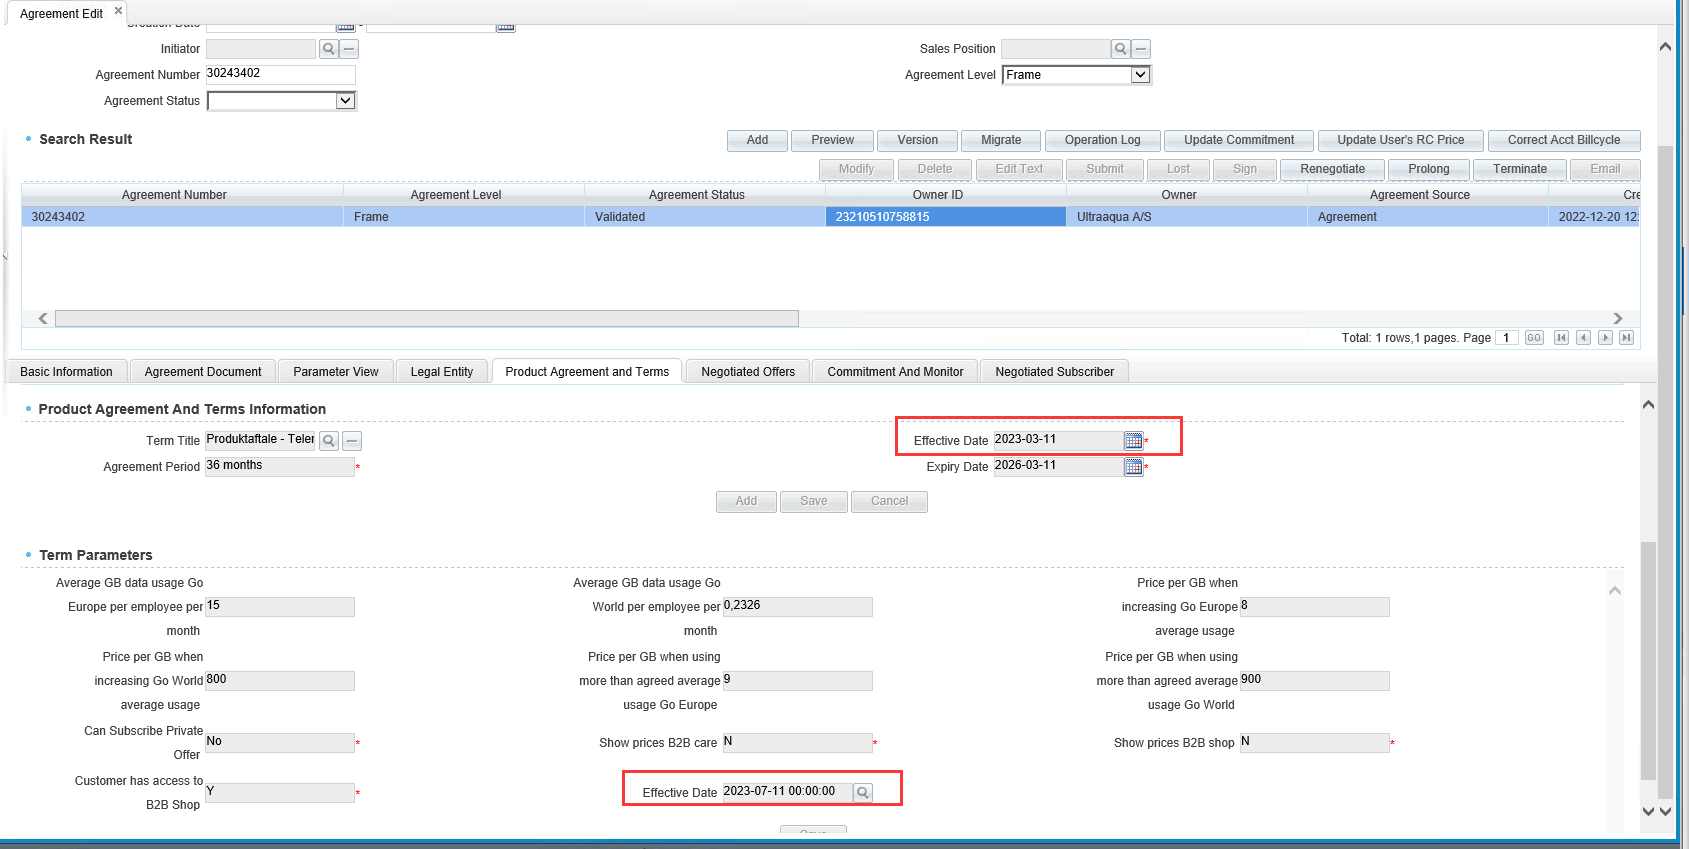 Agreement Edit ×
Creation Date -
Initiator
Sales Position
Agreement Number 30243402
Agreement Level Frame
Agreement Status
Search Result
Add Preview Version Migrate Operation Log Update Commitment Update User's RC Price Correct Acct Billcycle
Modify Delete Edit Text Submit Lost Sign Renegotiate Prolong Terminate Email
Agreement Number Agreement Level Agreement Status Owner ID Owner Agreement Source Cre
30243402 Frame Validated 23210510758815 Ultraaqua A/S Agreement 2022-12-20 12:
Total: 1 rows,1 pages. Page 1 GO
Basic Information Agreement Document Parameter View Legal Entity Product Agreement and Terms Negotiated Offers Commitment And Monitor Negotiated Subscriber
Product Agreement And Terms Information
Term Title Produktaftale - Teler
Effective Date 2023-03-11 *
Agreement Period 36 months *
Expiry Date 2026-03-11 *
Add Save Cancel
Term Parameters
Average GB data usage Go
Europe per employee per 15
month
Average GB data usage Go
World per employee per 0,2326
month
Price per GB when
increasing Go Europe 8
average usage
Price per GB when
increasing Go World 800
average usage
Price per GB when using
more than agreed average 9
usage Go Europe
Price per GB when using
more than agreed average 900
usage Go World
Can Subscribe Private
Offer No *
Show prices B2B care N *
Show prices B2B shop N *
Customer has access to
B2B Shop Y *
Effective Date 2023-07-11 00:00:00
Save